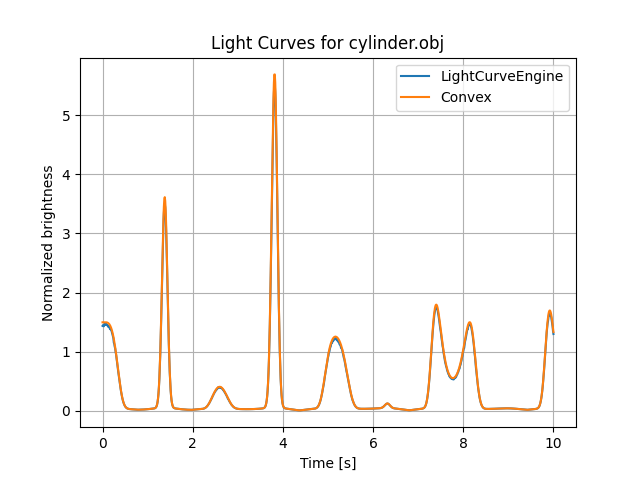 Light Curves for cylinder.obj
LightCurveEngine
Convex
Normalized brightness
5
4
3
2
1
0
0 2 4 6 8 10
Time [s]